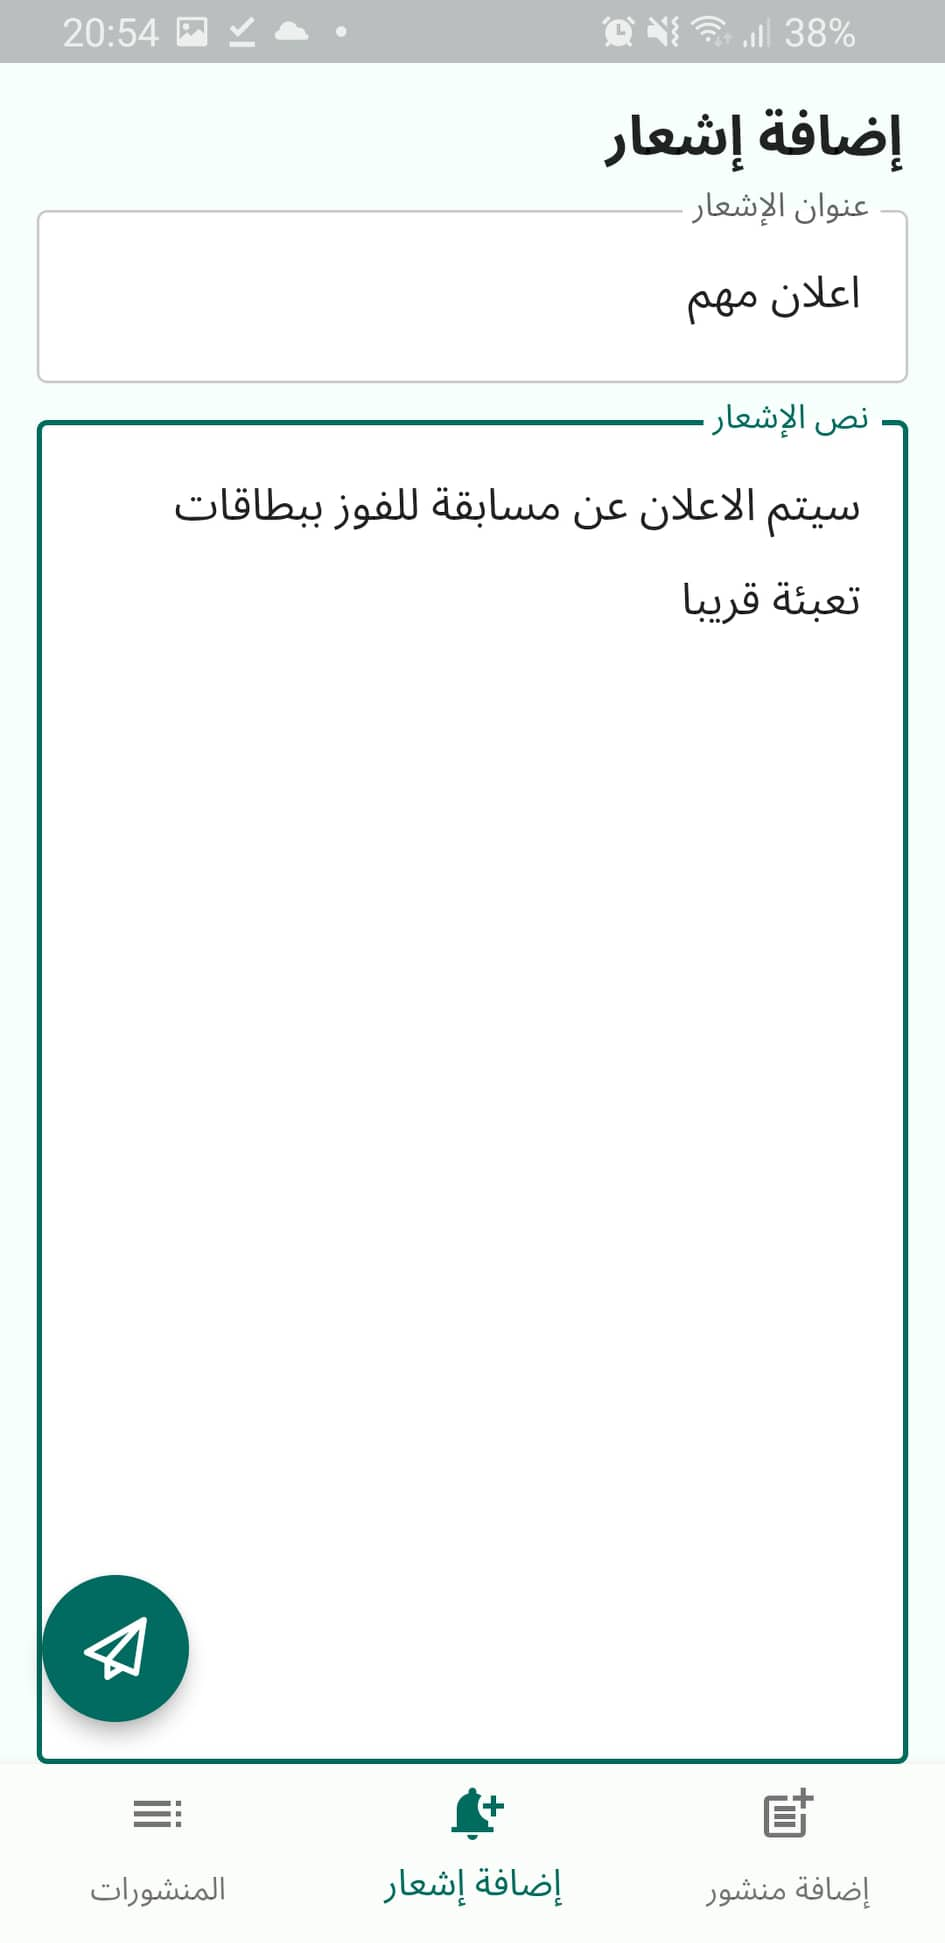 20:54
38%
إضافة إشعار
عنوان الإشعار
اعلان مهم
نص الإشعار
سيتم الاعلان عن مسابقة للفوز ببطاقات
تعبئة قريبا
إضافة منشور
إضافة إشعار
المنشورات